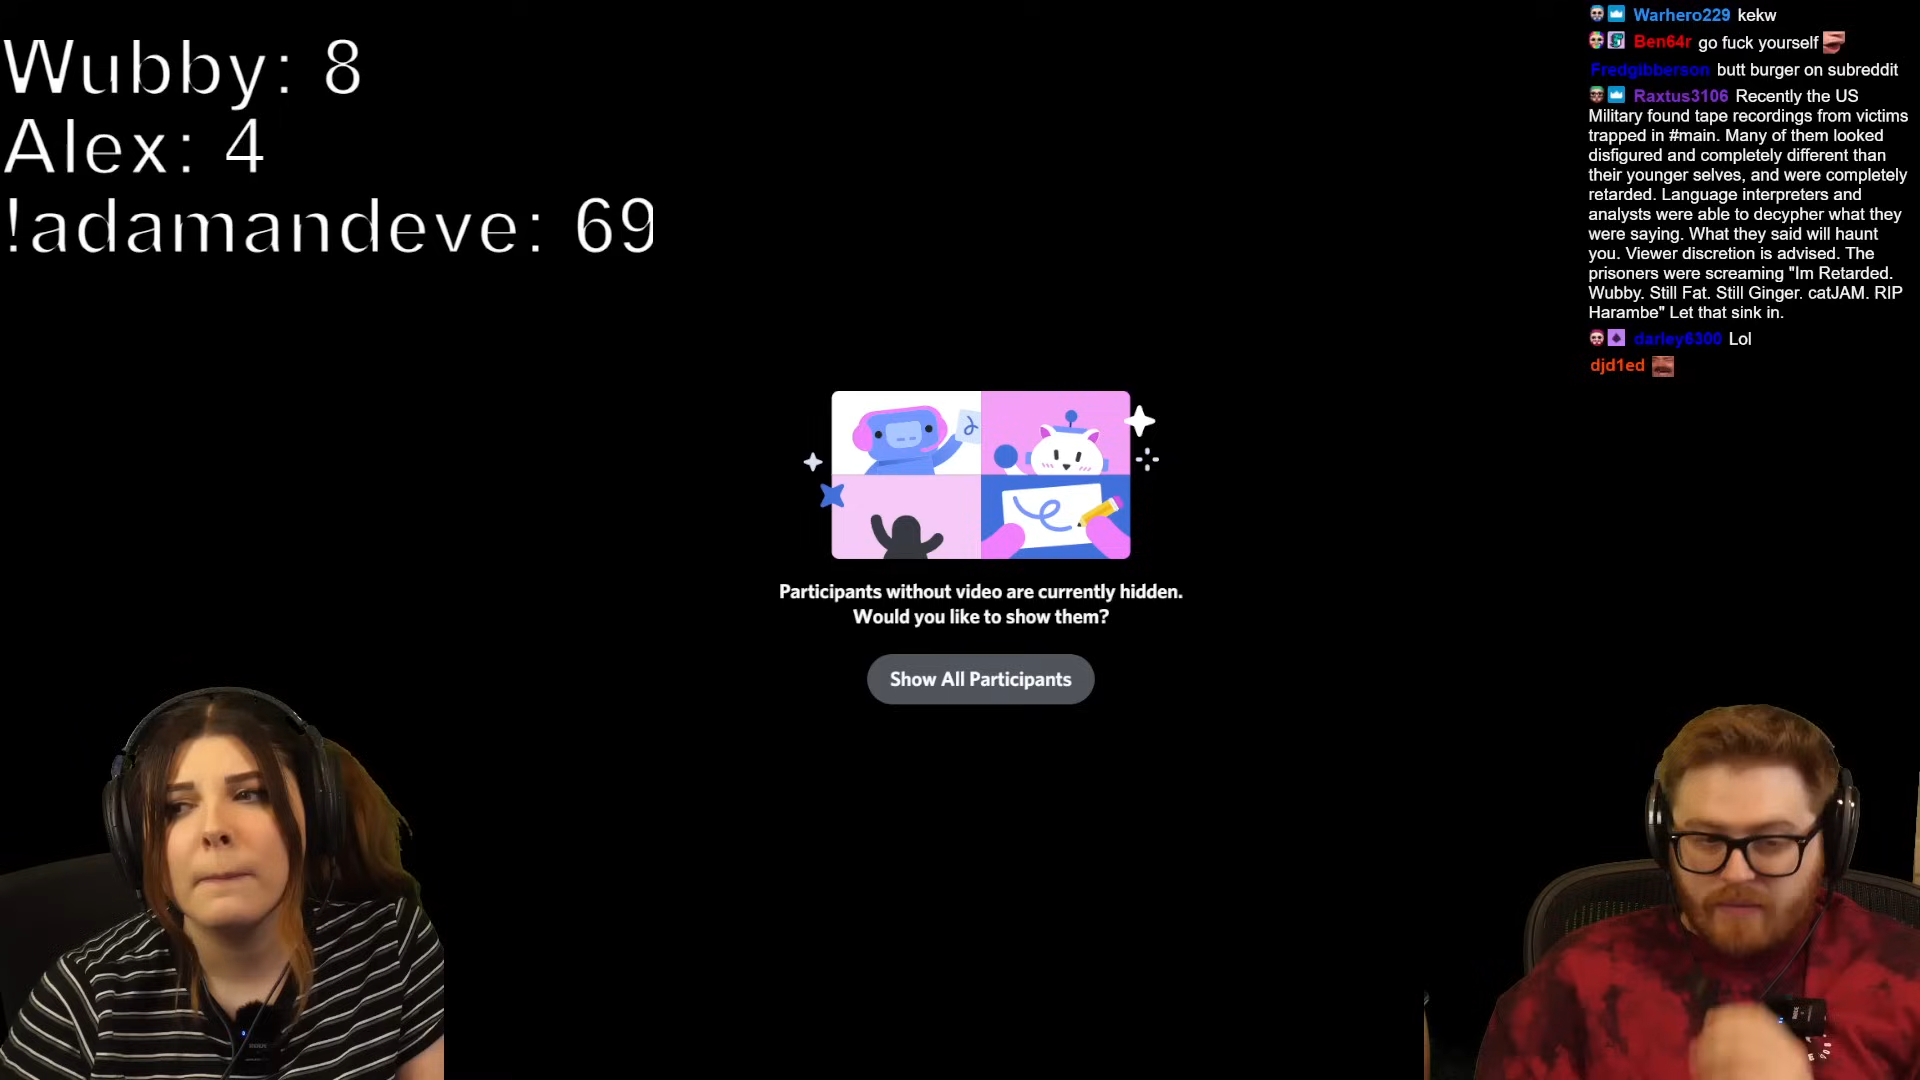 Wubby: 8
Alex: 4
!adamandeve: 69
Warhero229 kekw
Ben64r go fuck yourself
Fredgibberson butt burger on subreddit
Raxtus3106 Recently the US
Military found tape recordings from victims
trapped in #main. Many of them looked
disfigured and completely different than
their younger selves, and were completely
retarded. Language interpreters and
analysts were able to decypher what they
were saying. What they said will haunt
you. Viewer discretion is advised. The
prisoners were screaming "Im Retarded.
Wubby. Still Fat. Still Ginger. catJAM. RIP
Harambe" Let that sink in.
darley6300 Lol
djd1ed
Participants without video are currently hidden.
Would you like to show them?
Show All Participants